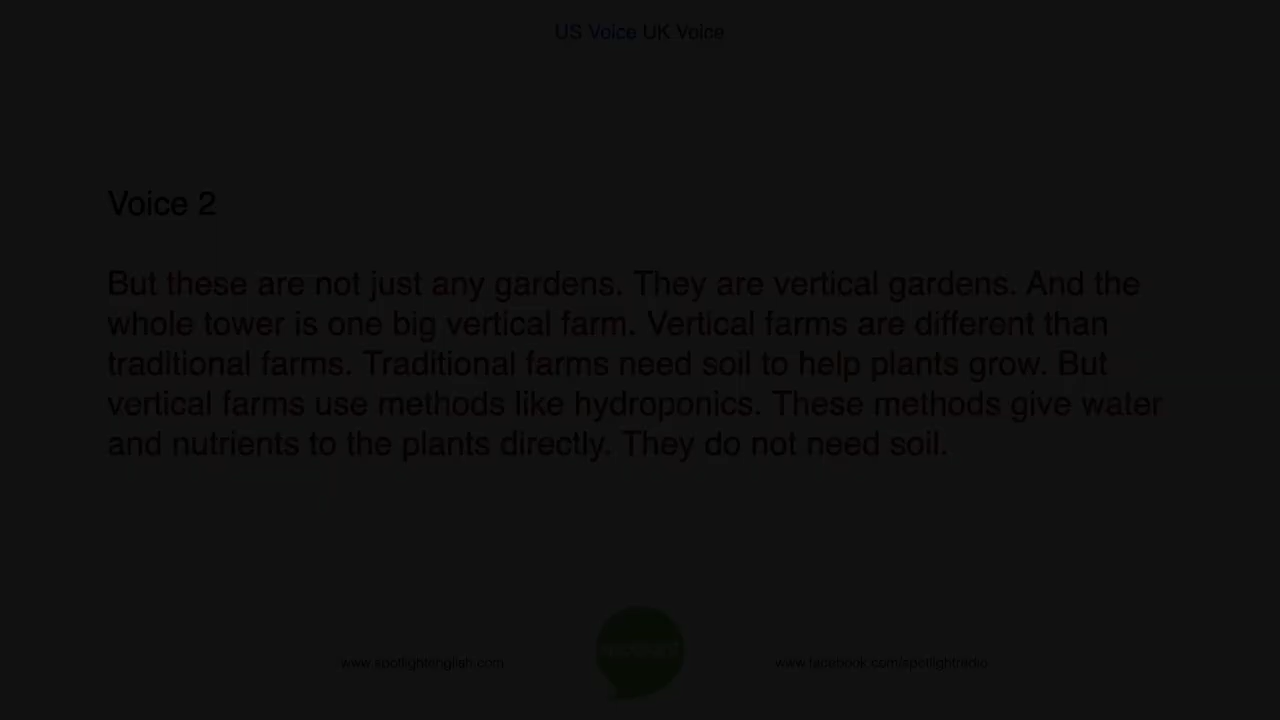 US Voice UK Voice
Voice 2
But these are not just any gardens. They are vertical gardens. And the
whole tower is one big vertical farm. Vertical farms are different than
traditional farms. Traditional farms need soil to help plants grow. But
vertical farms use methods like hydroponics. These methods give water
and nutrients to the plants directly. They do not need soil.
www.spotlightenglish.com
www.facebook.com/spotlightradio